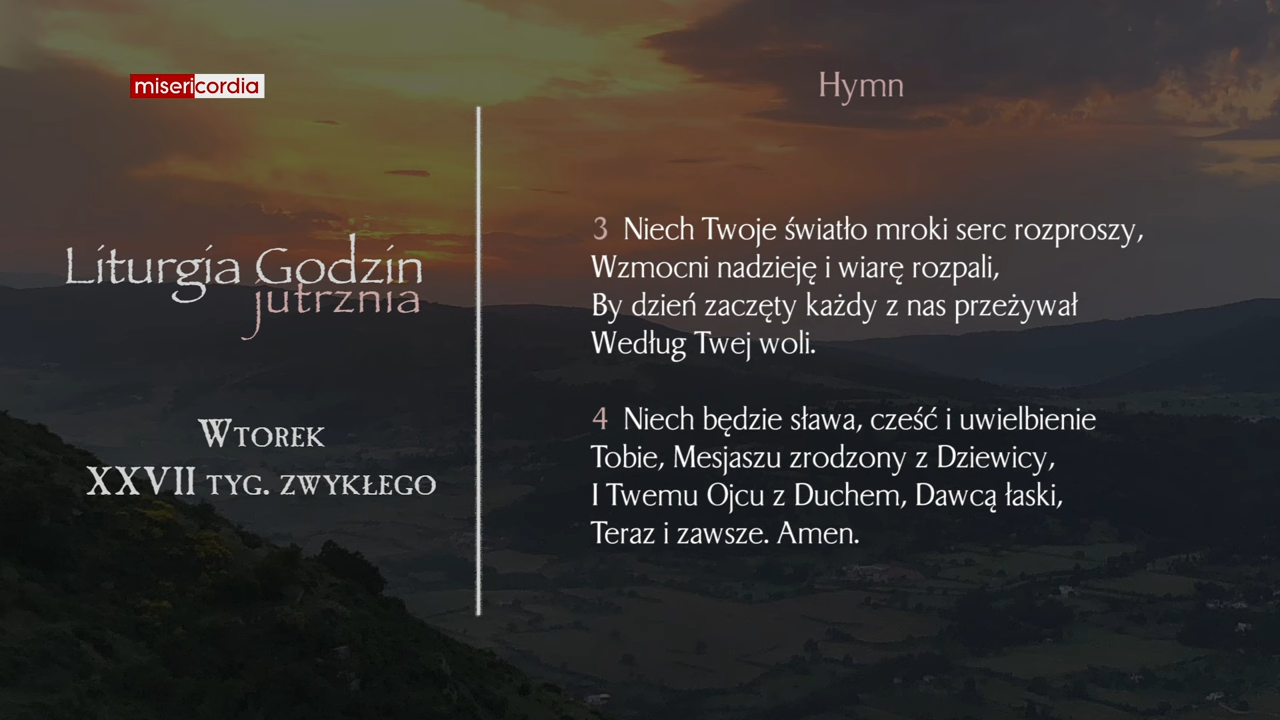 misericordia
Liturgia Godzin
jutrznia
Wtorek
XXVII tyg. zwykłego
Hymn
3 Niech Twoje światło mroki serc rozproszy,
Wzmocni nadzieję i wiarę rozpali,
By dzień zaczęty każdy z nas przeżywał
Według Twej woli.
4 Niech będzie sława, cześć i uwielbienie
Tobie, Mesjaszu zrodzony z Dziewicy,
I Twemu Ojcu z Duchem, Dawcą łaski,
Teraz i zawsze. Amen.